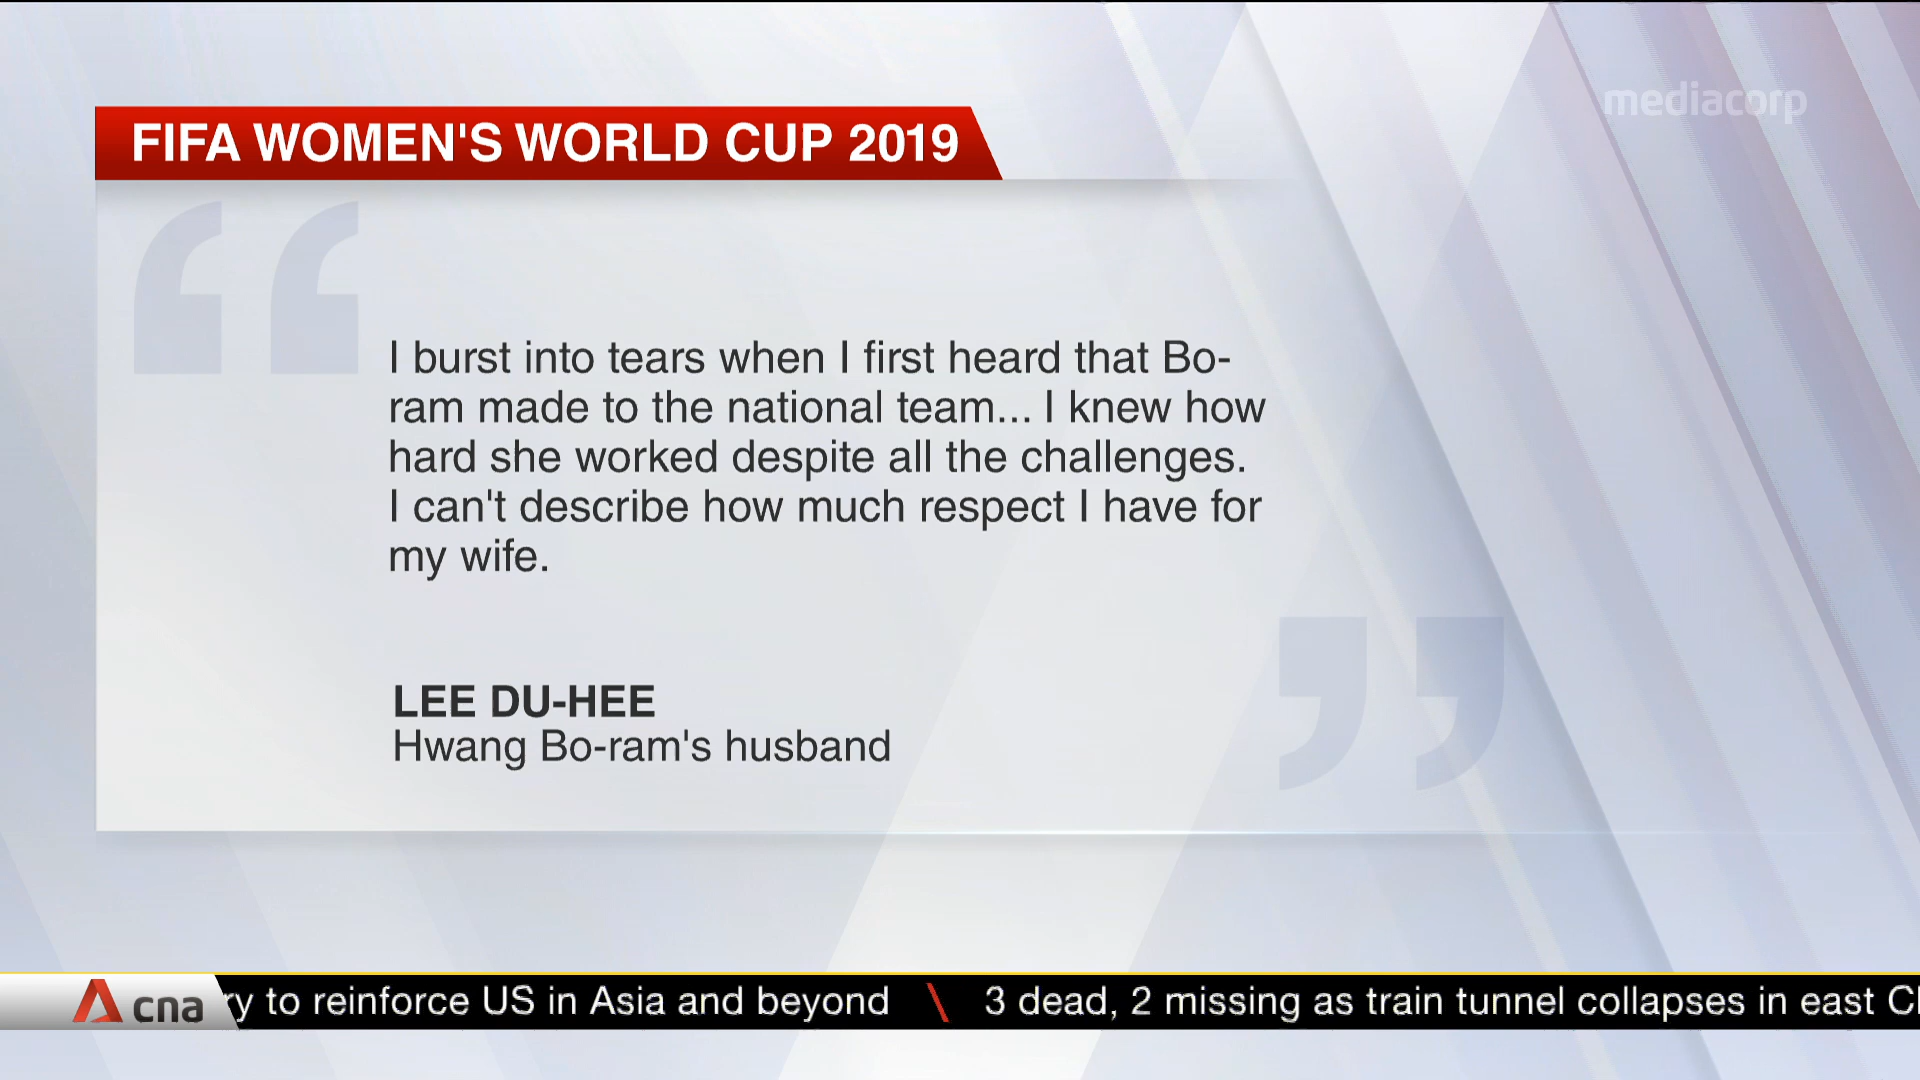 mediacorp
FIFA WOMEN'S WORLD CUP 2019
I burst into tears when I first heard that Bo-
ram made to the national team... I knew how
hard she worked despite all the challenges.
I can't describe how much respect I have for
my wife.
LEE DU-HEE
Hwang Bo-ram's husband
cna ry to reinforce US in Asia and beyond \ 3 dead, 2 missing as train tunnel collapses in east C